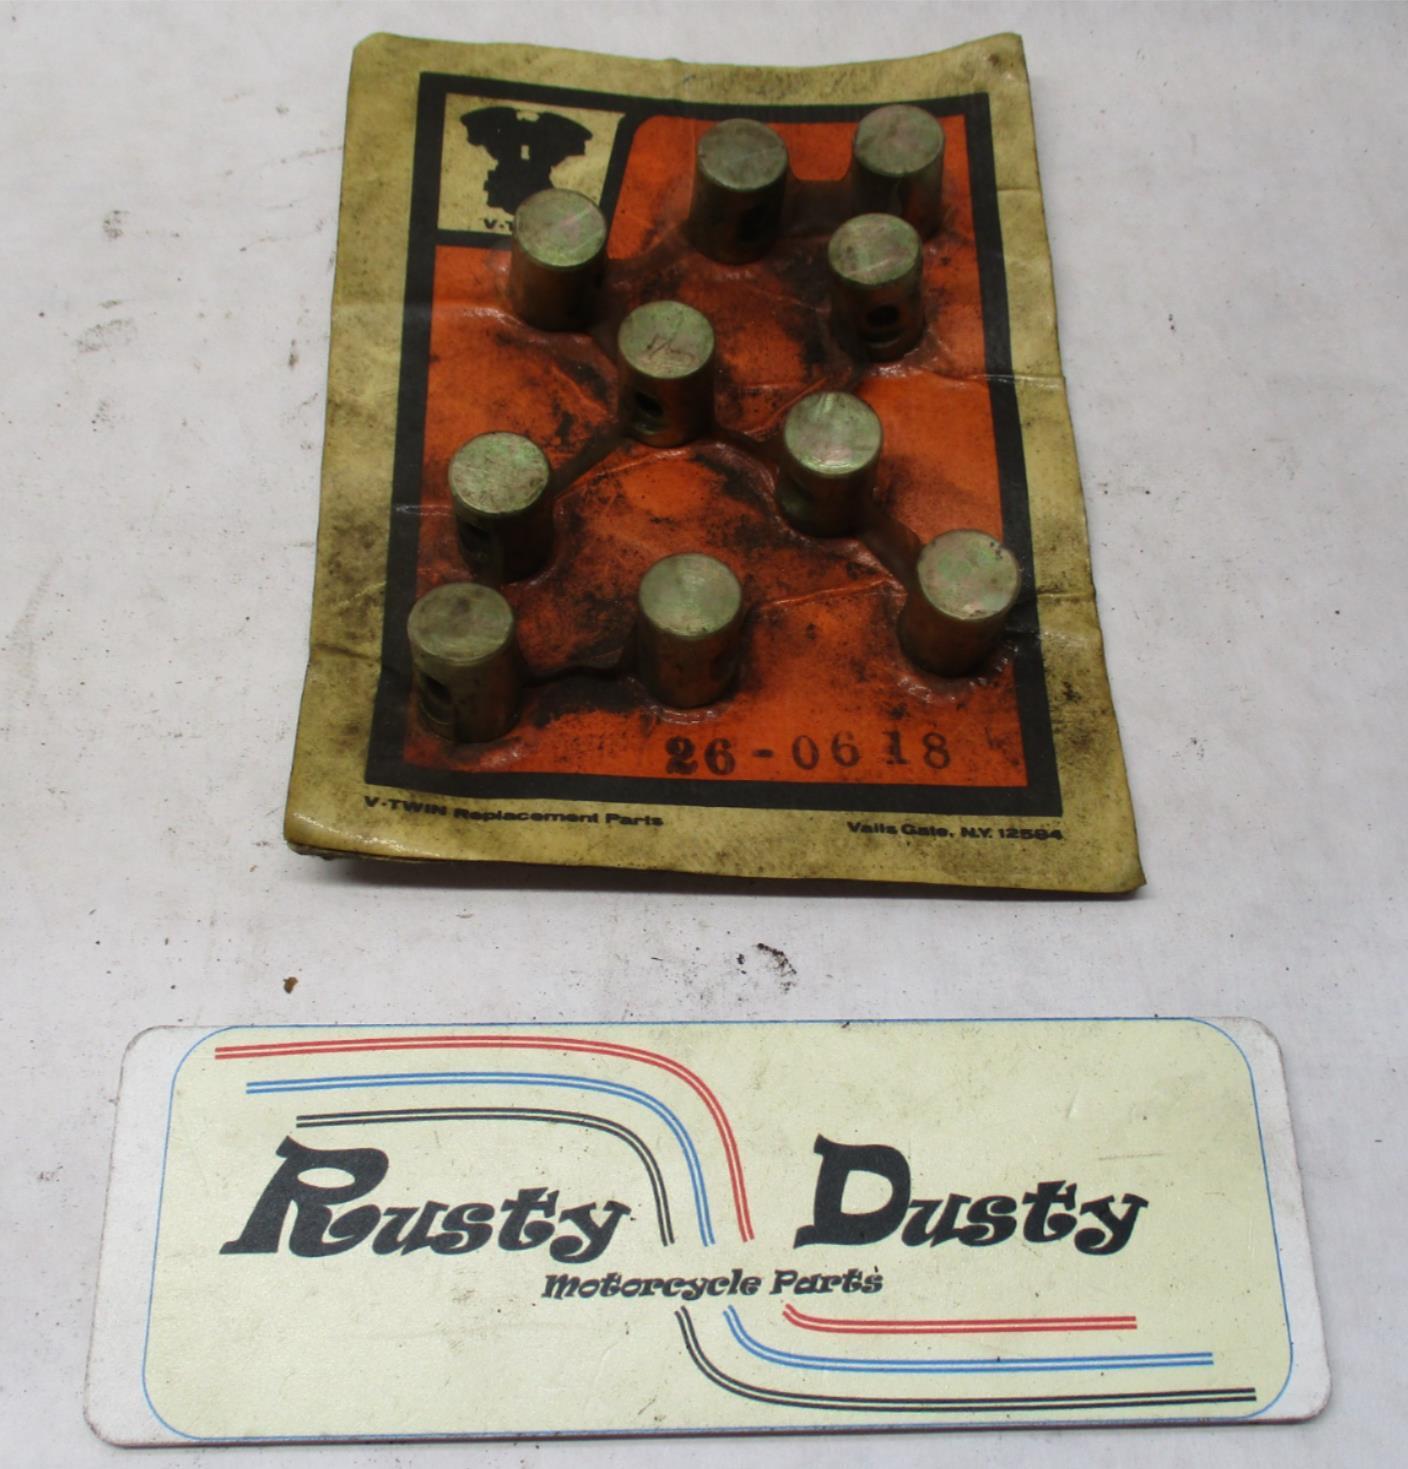 26-0618
V-TWIN Replacement Parts
Vails Gate, N.Y. 12584
Rusty Dusty
Motorcycle Parts